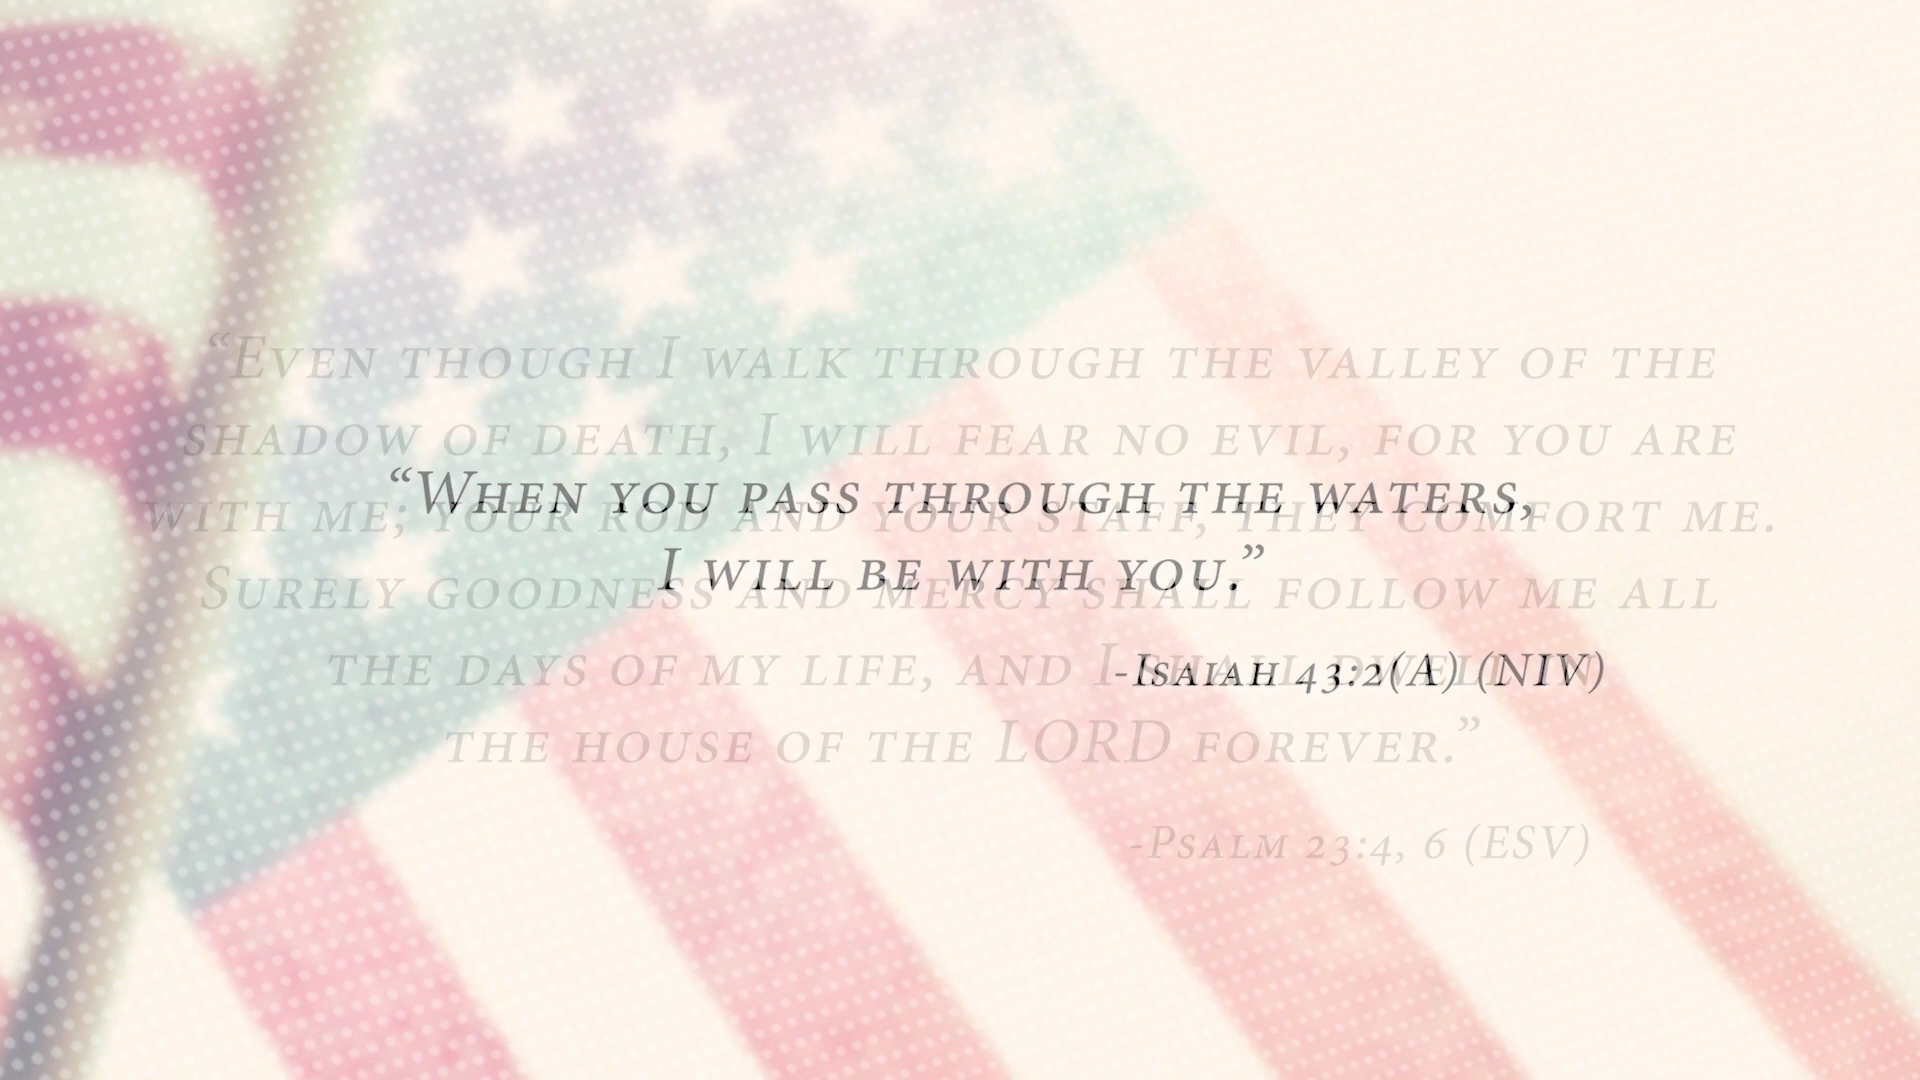 “Even though I walk through the valley of the
shadow of death, I will fear no evil, for you are
with me; your rod and your staff, they comfort me.
Surely goodness and mercy shall follow me all
the days of my life, and I shall dwell in
the house of the LORD forever.”
-Psalm 23:4, 6 (ESV)
“When you pass through the waters,
I will be with you.”
-Isaiah 43:2(A) (NIV)